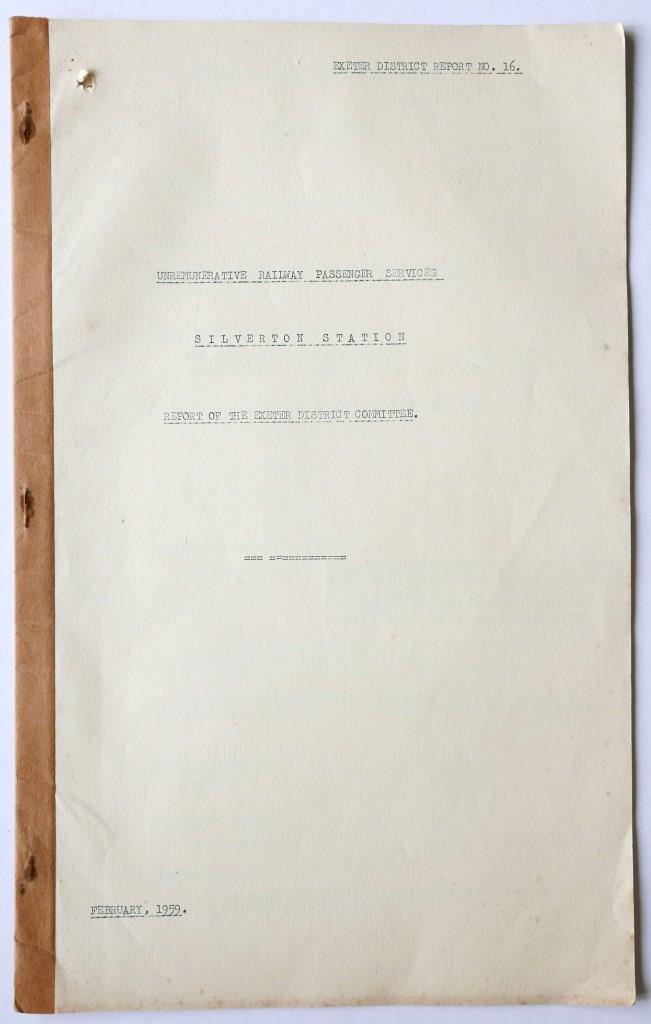 EXETER DISTRICT REPORT NO. 16.
UNREMUNERATIVE RAILWAY PASSENGER SERVICES
SILVERTON STATION
REPORT OF THE EXETER DISTRICT COMMITTEE.
=== =-===========
FEBRUARY, 1959.